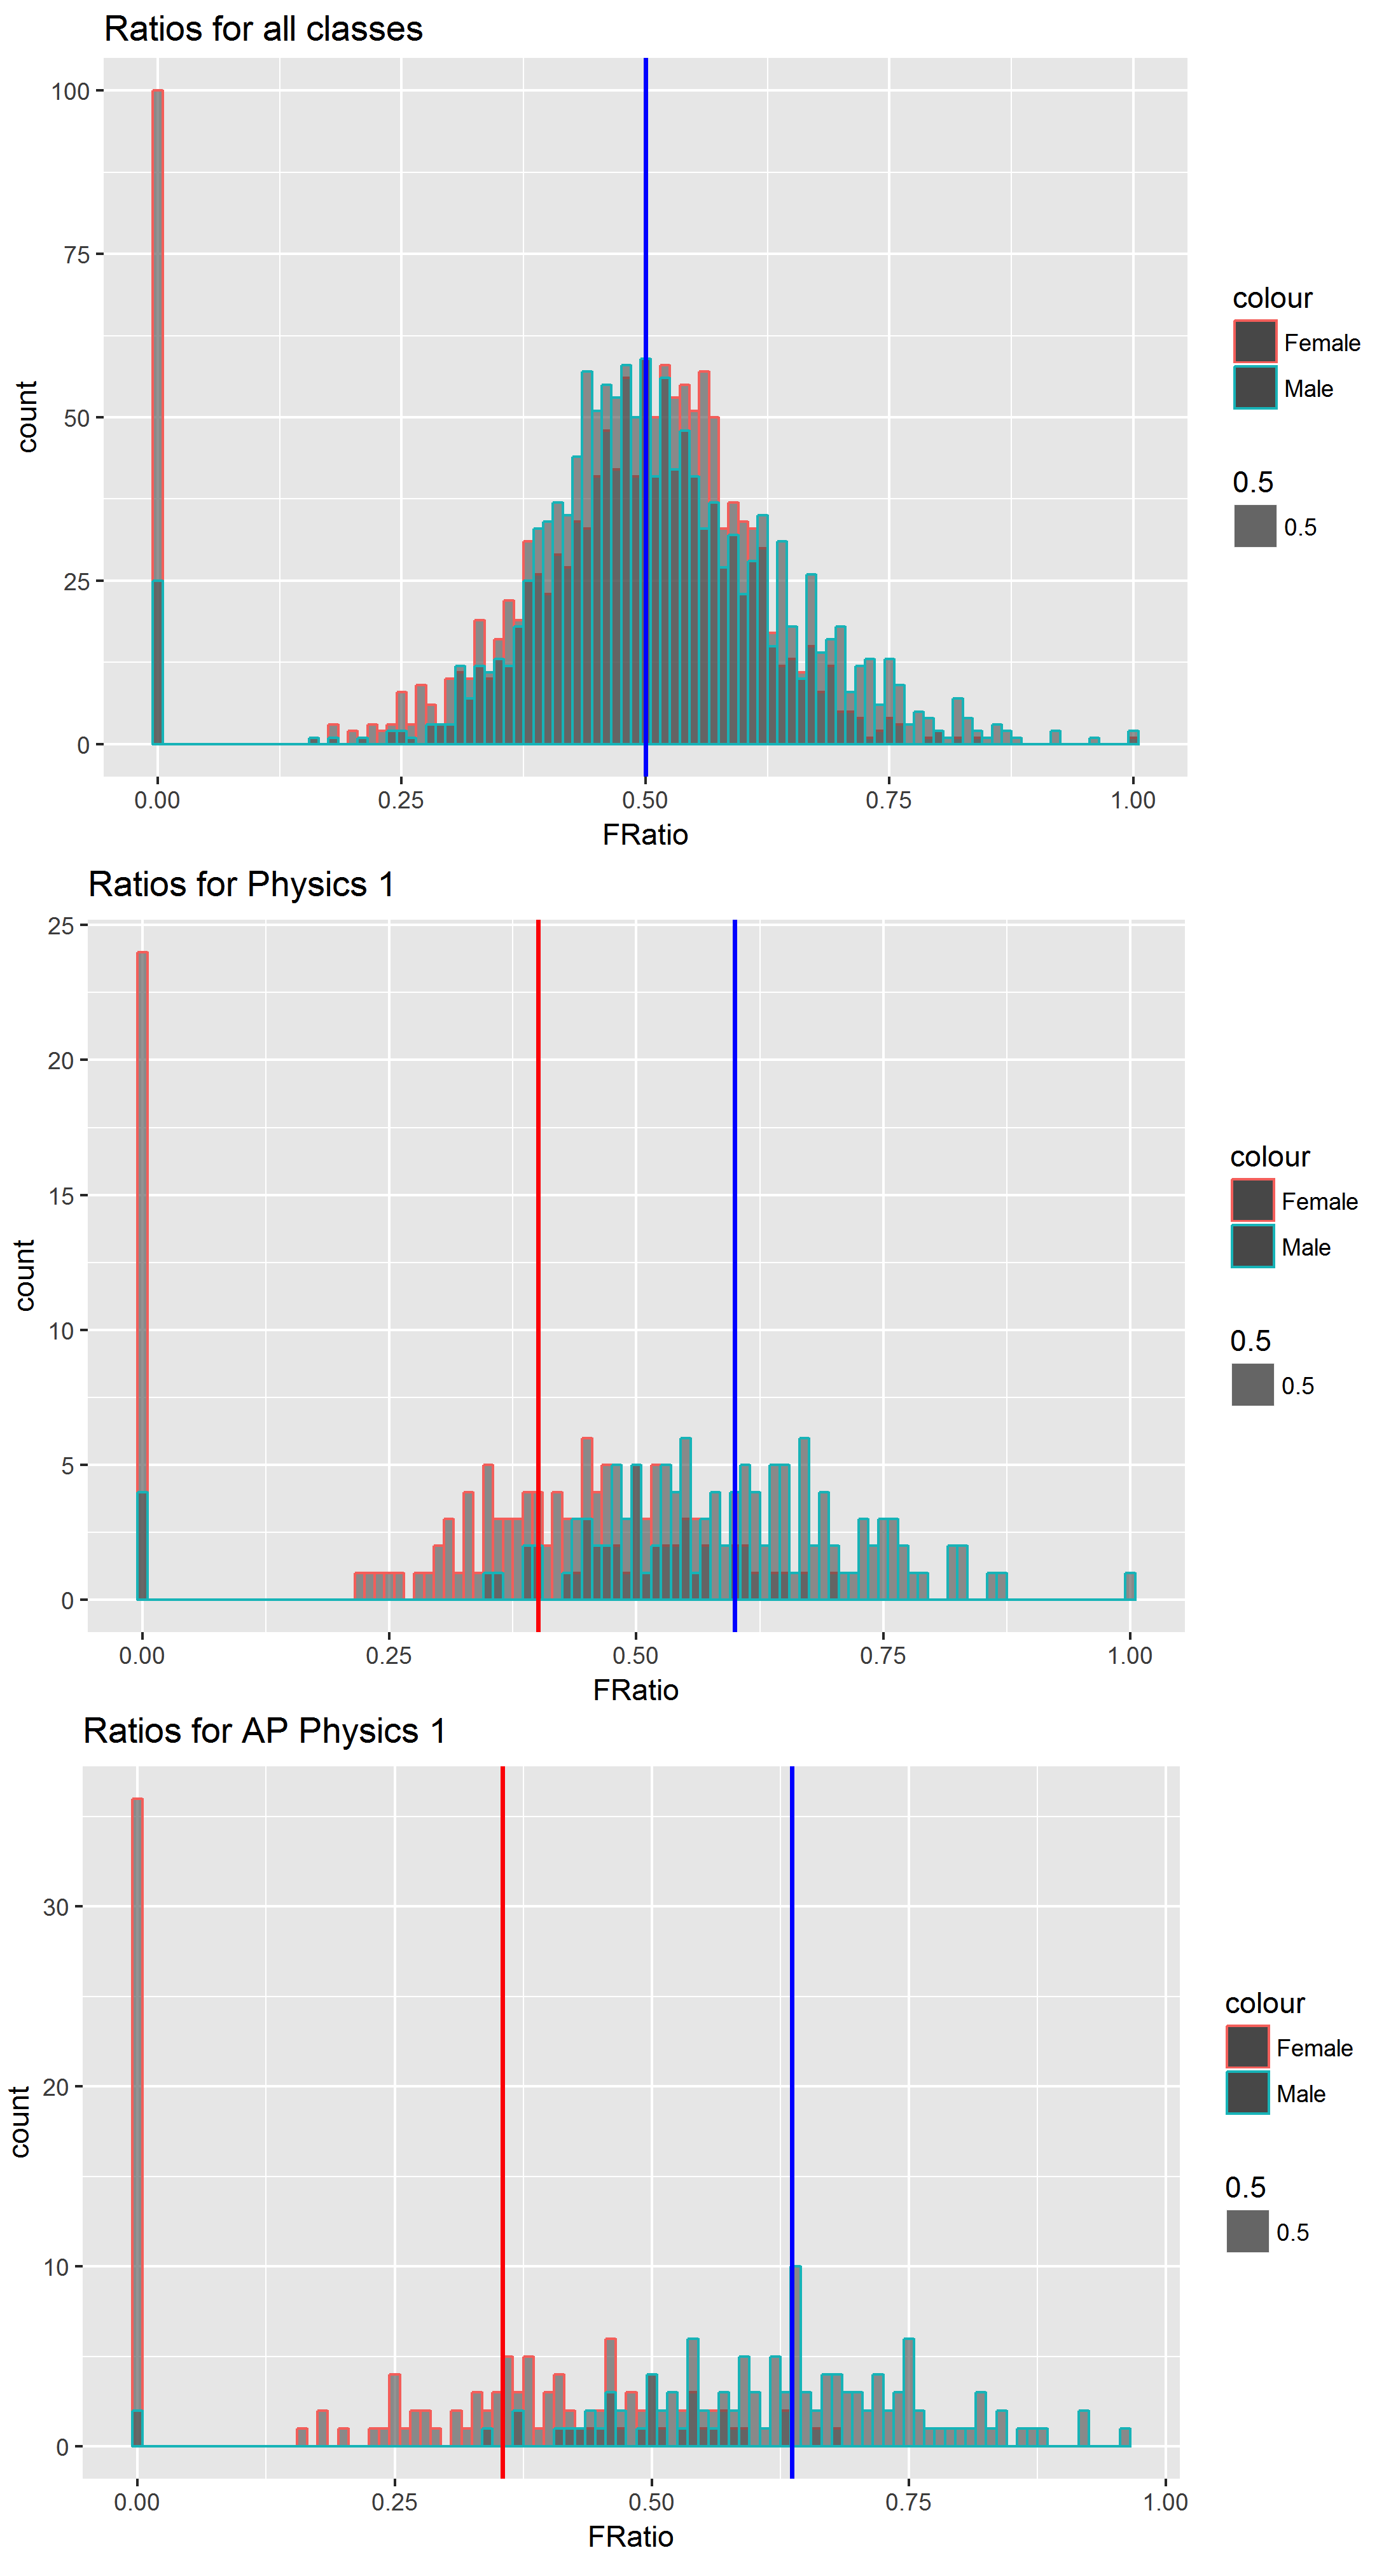 Ratios for all classes
100
75
50
25
0
count
0.00 0.25 0.50 0.75 1.00
FRatio
colour
Female
Male
0.5
0.5
Ratios for Physics 1
25
20
15
10
5
0
count
0.00 0.25 0.50 0.75 1.00
FRatio
colour
Female
Male
0.5
0.5
Ratios for AP Physics 1
30
20
10
0
count
0.00 0.25 0.50 0.75 1.00
FRatio
colour
Female
Male
0.5
0.5